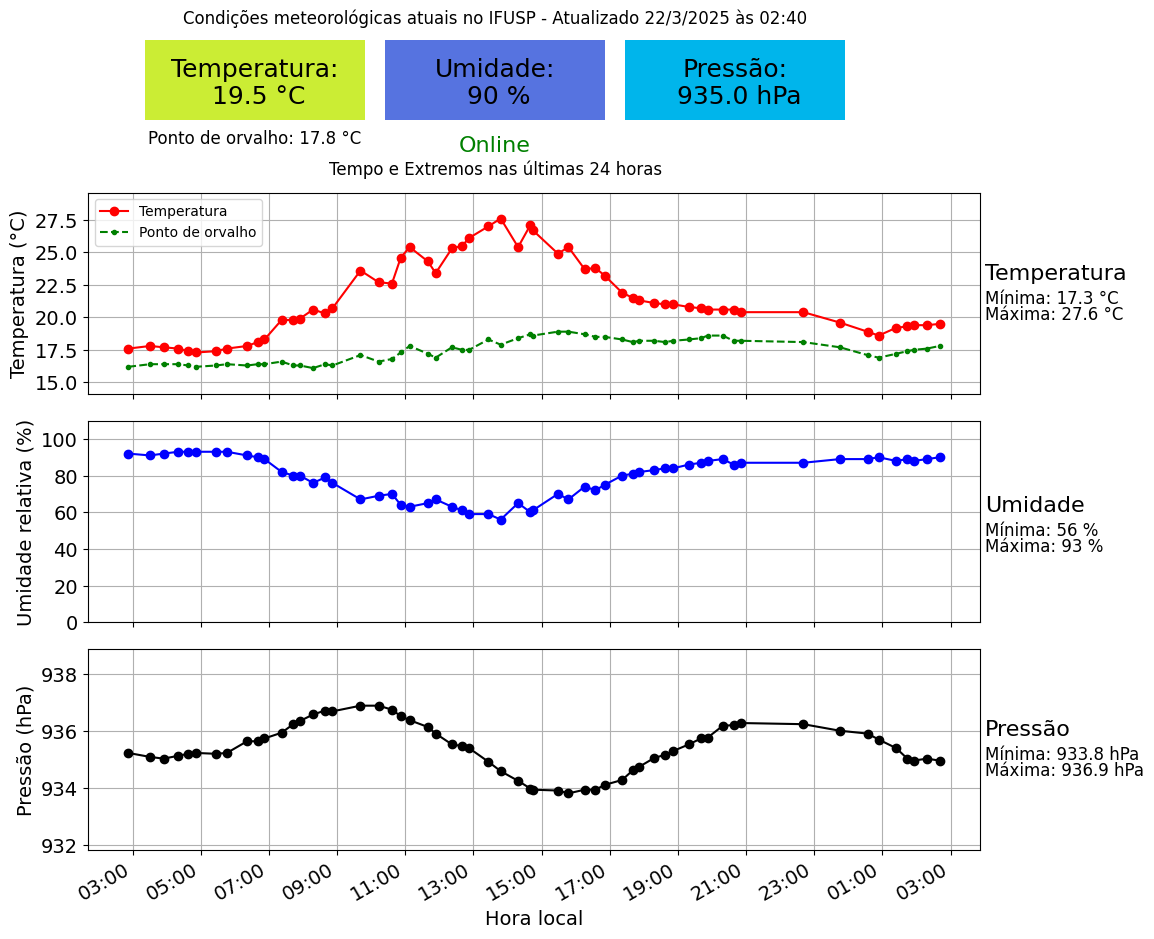 Condições meteorológicas atuais no IFUSP - Atualizado 22/3/2025 às 02:40
Temperatura:
19.5 °C
Umidade:
90 %
Pressão:
935.0 hPa
Ponto de orvalho: 17.8 °C
Online
Tempo e Extremos nas últimas 24 horas
Temperatura (°C)
27.5
25.0
22.5
20.0
17.5
15.0
Temperatura
Ponto de orvalho
Temperatura
Mínima: 17.3 °C
Máxima: 27.6 °C
Umidade relativa (%)
100
80
60
40
20
0
Umidade
Mínima: 56 %
Máxima: 93 %
Pressão (hPa)
938
936
934
932
Pressão
Mínima: 933.8 hPa
Máxima: 936.9 hPa
03:00 05:00 07:00 09:00 11:00 13:00 15:00 17:00 19:00 21:00 23:00 01:00 03:00
Hora local